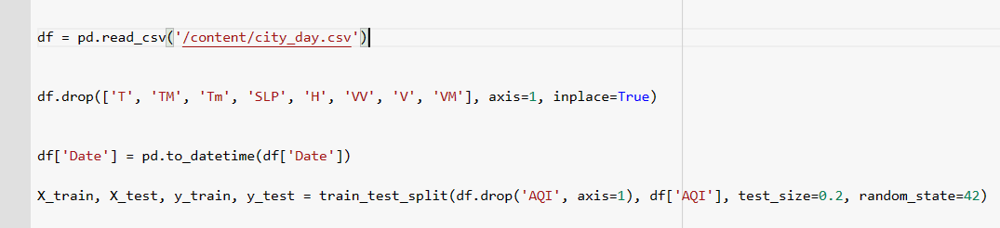 df = pd.read_csv('/content/city_day.csv')
df.drop(['T', 'TM', 'Tm', 'SLP', 'H', 'VV', 'V', 'VM'], axis=1, inplace=True)
df['Date'] = pd.to_datetime(df['Date'])
X_train, X_test, y_train, y_test = train_test_split(df.drop('AQI', axis=1), df['AQI'], test_size=0.2, random_state=42)